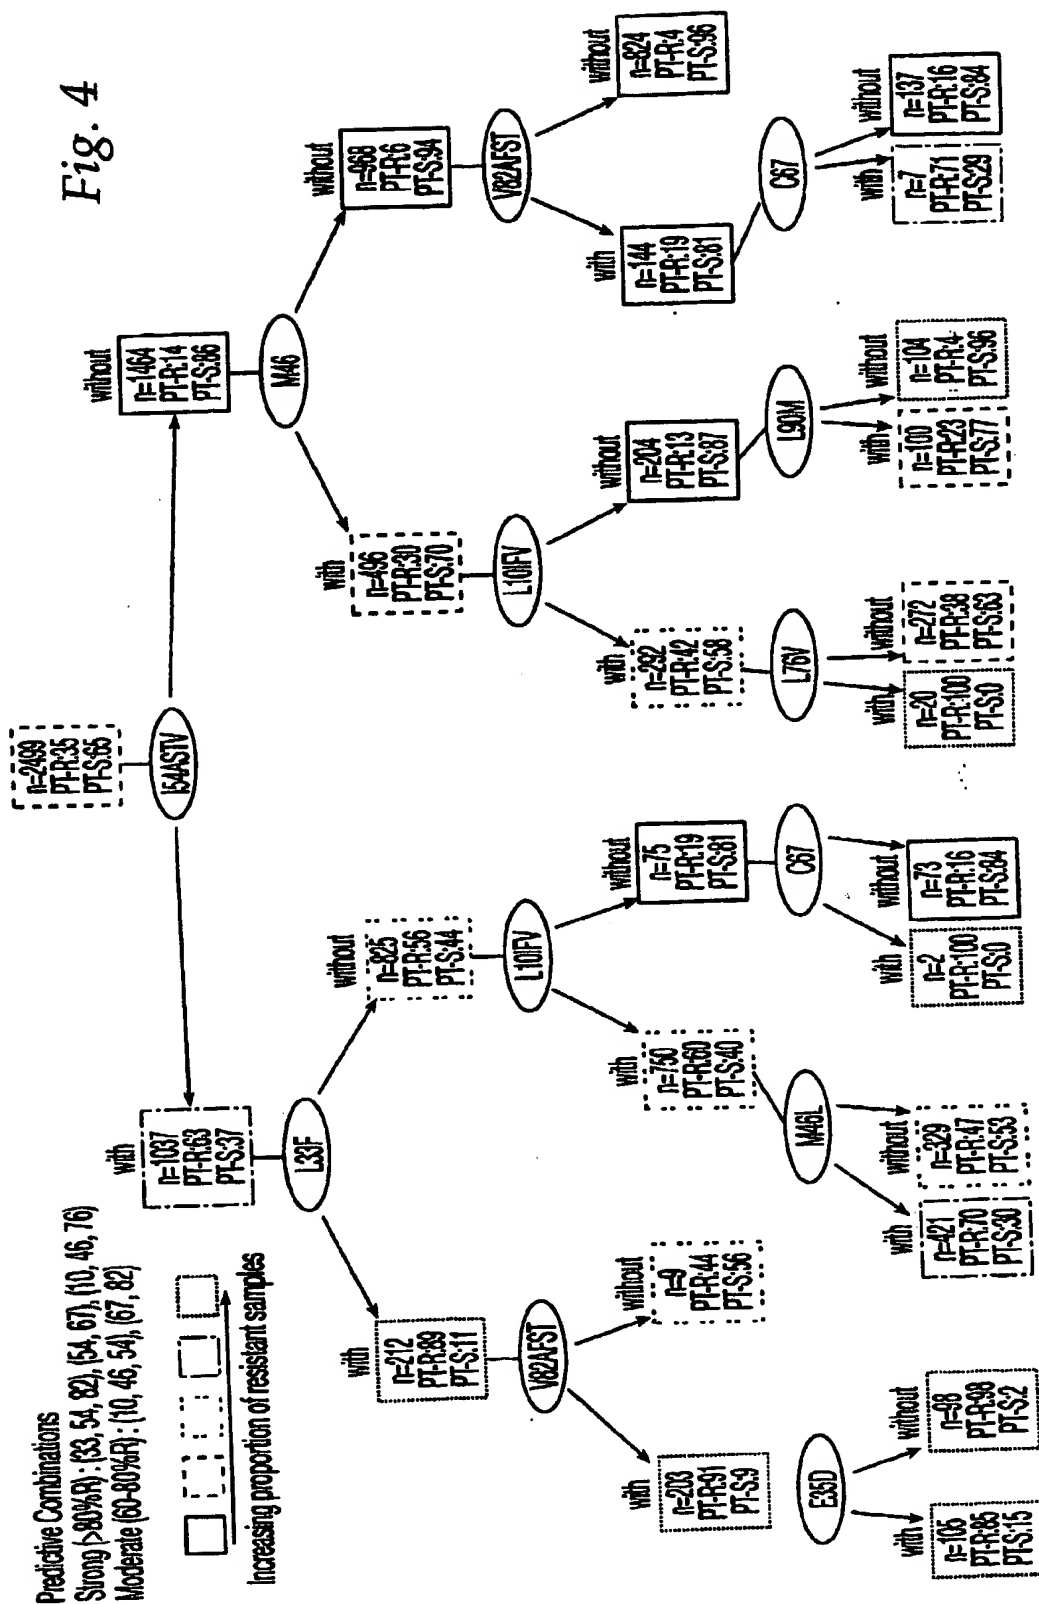 Fig. 4
Predictive Combinations
Strong (>80%R) : (33, 54, 82), (54, 67), (10, 46, 76)
Moderate (60-80%R) : (10, 46, 54), (67, 82)
Increasing proportion of resistant samples
n=2499
PT-R:35
PT-S:65
I54ASTV
with
n=1037
PT-R:63
PT-S:37
without
n=1464
PT-R:14
PT-S:86
L33F
M46
with
n=212
PT-R:89
PT-S:11
without
n=825
PT-R:56
PT-S:44
with
n=496
PT-R:30
PT-S:70
without
n=968
PT-R:6
PT-S:94
V82AFST
L10IFV
L10IFV
V82AFST
with
n=203
PT-R:91
PT-S:9
without
n=9
PT-R:44
PT-S:56
with
n=750
PT-R:60
PT-S:40
without
n=75
PT-R:19
PT-S:81
with
n=292
PT-R:42
PT-S:58
without
n=204
PT-R:13
PT-S:87
with
n=144
PT-R:19
PT-S:81
without
n=824
PT-R:4
PT-S:96
E35D
M46L
C67
L76V
L90M
C67
with
n=105
PT-R:85
PT-S:15
without
n=98
PT-R:98
PT-S:2
with
n=421
PT-R:70
PT-S:30
without
n=329
PT-R:47
PT-S:53
with
n=2
PT-R:100
PT-S:0
without
n=73
PT-R:16
PT-S:84
with
n=20
PT-R:100
PT-S:0
without
n=272
PT-R:38
PT-S:63
with
n=100
PT-R:23
PT-S:77
without
n=104
PT-R:4
PT-S:96
with
n=7
PT-R:71
PT-S:29
without
n=137
PT-R:16
PT-S:84